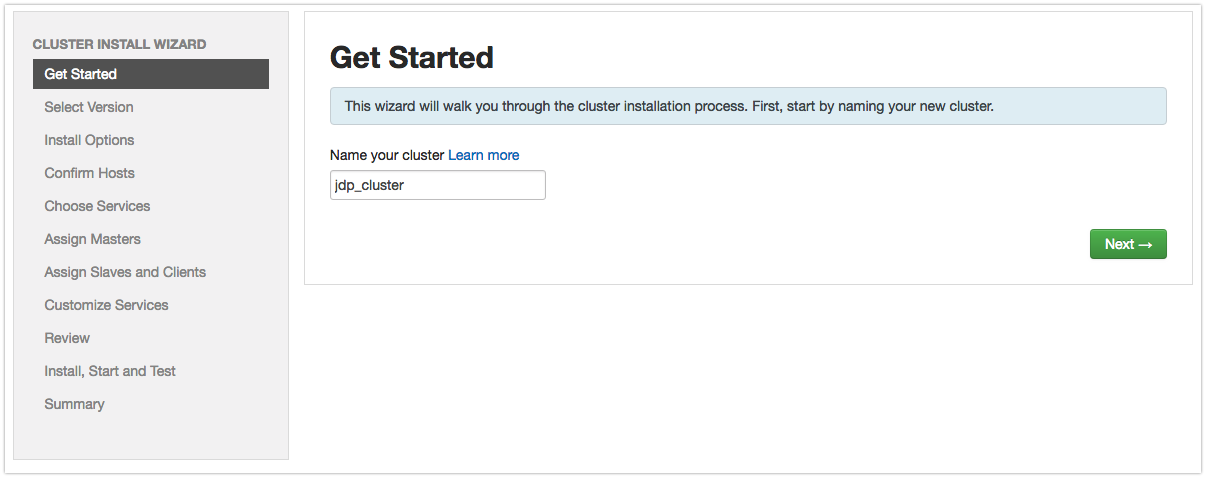 CLUSTER INSTALL WIZARD
Get Started
Select Version
Install Options
Confirm Hosts
Choose Services
Assign Masters
Assign Slaves and Clients
Customize Services
Review
Install, Start and Test
Summary
Get Started
This wizard will walk you through the cluster installation process. First, start by naming your new cluster.
Name your cluster Learn more
jdp_cluster
Next →